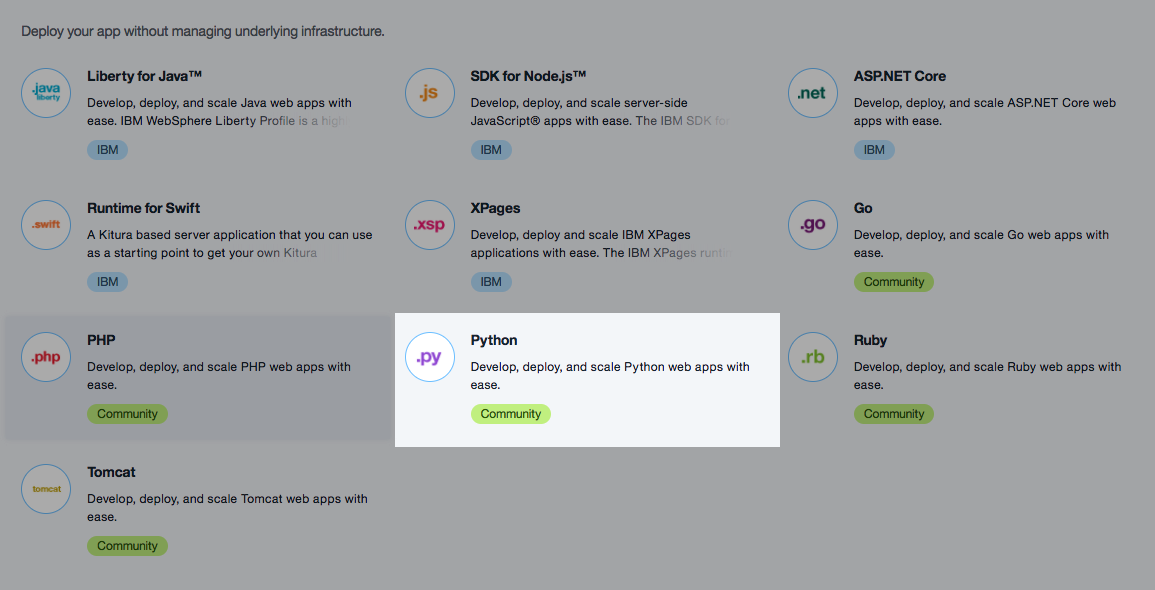 Deploy your app without managing underlying infrastructure.
.java
liberty
Liberty for Java™
Develop, deploy, and scale Java web apps with
ease. IBM WebSphere Liberty Profile is a high
IBM
.js
SDK for Node.js™
Develop, deploy, and scale server-side
JavaScript® apps with ease. The IBM SDK for
IBM
.net
ASP.NET Core
Develop, deploy, and scale ASP.NET Core web
apps with ease.
IBM
.swift
Runtime for Swift
A Kitura based server application that you can use
as a starting point to get your own Kitura
IBM
.xsp
XPages
Develop, deploy and scale IBM XPages
applications with ease. The IBM XPages runtim
IBM
.go
Go
Develop, deploy, and scale Go web apps with
ease.
Community
.php
PHP
Develop, deploy, and scale PHP web apps with
ease.
Community
.py
Python
Develop, deploy, and scale Python web apps with
ease.
Community
.rb
Ruby
Develop, deploy, and scale Ruby web apps with
ease.
Community
tomcat
Tomcat
Develop, deploy, and scale Tomcat web apps with
ease.
Community